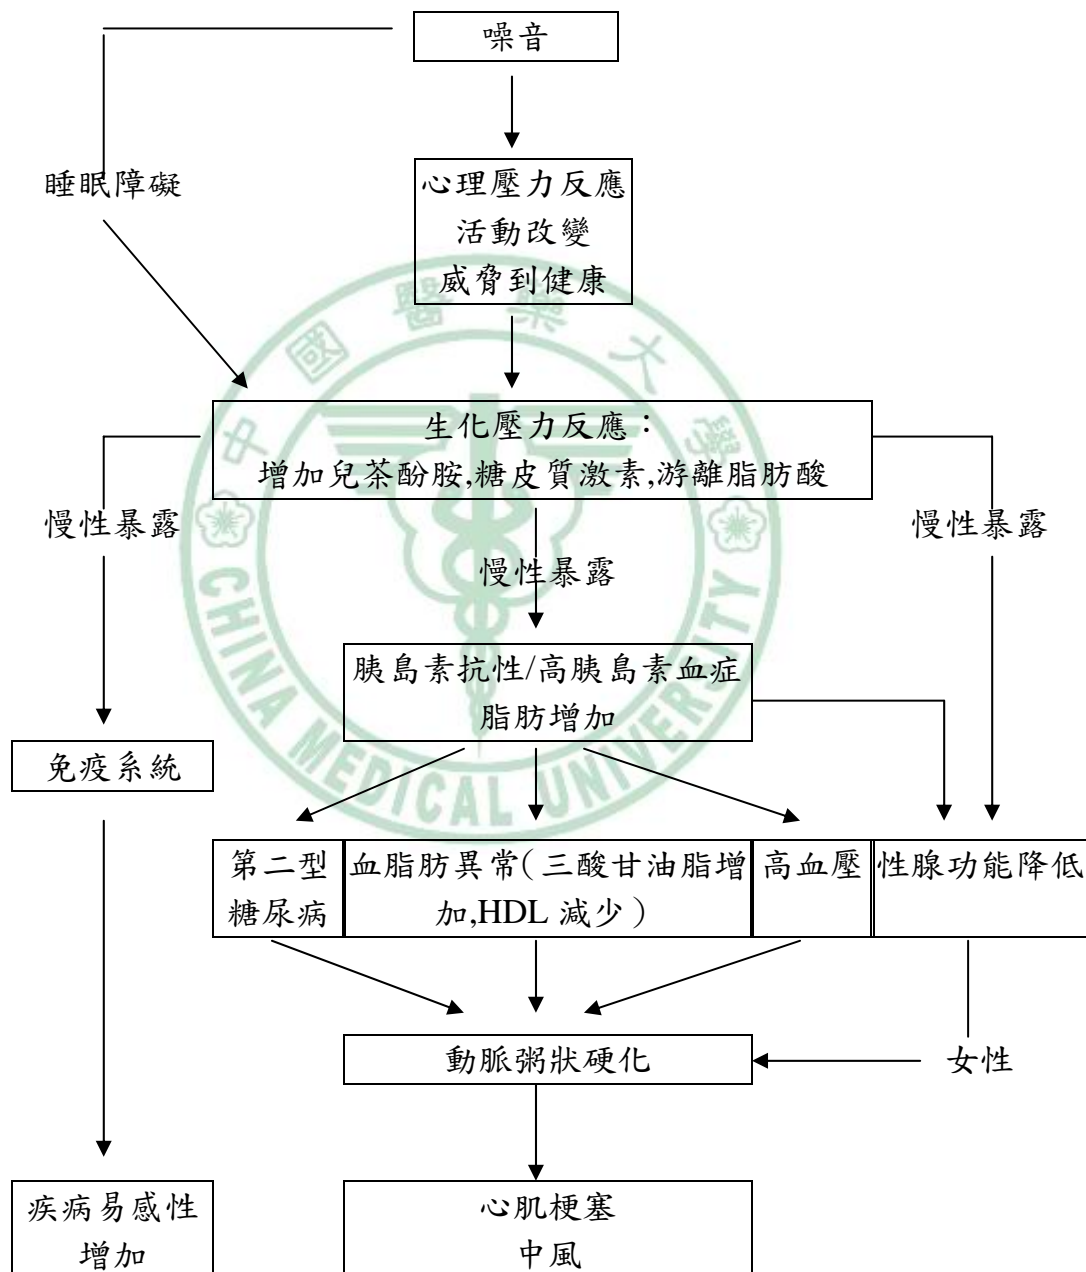 噪音
睡眠障礙
心理壓力反應
活動改變
威脅到健康
中國醫藥大學
生化壓力反應：
增加兒茶酚胺,糖皮質激素,游離脂肪酸
慢性暴露
慢性暴露
慢性暴露
CHINA MEDICAL UNIVERSITY
胰島素抗性/高胰島素血症
脂肪增加
免疫系統
第二型
糖尿病
血脂肪異常（三酸甘油脂增
加,HDL 減少）
高血壓
性腺功能降低
動脈粥狀硬化
女性
疾病易感性
增加
心肌梗塞
中風